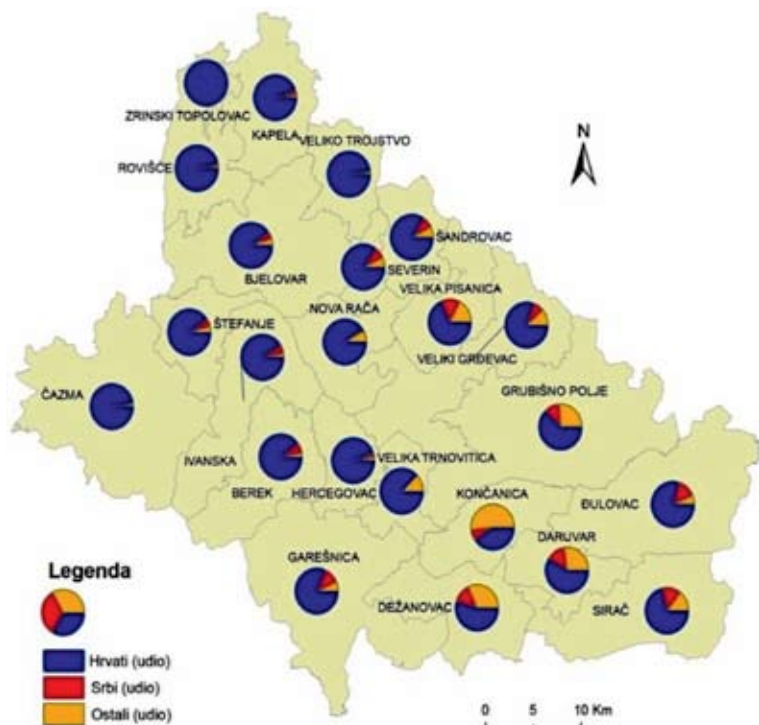 ZRINSKI TOPOLOVAC
KAPELA
VELIKO TROJSTVO
N
ROVIŠĆE
ŠANDROVAC
BJELOVAR
SEVERIN
VELIKA PISANICA
NOVA RAČA
ŠTEFANJE
VELIKI GRĐEVAC
ČAZMA
GRUBIŠNO POLJE
IVANSKA
BEREK
HERCEGOVAC
VELIKA TRNOVITICA
KONČANICA
ĐULOVAC
DARUVAR
GAREŠNICA
DEŽANOVAC
SIRAČ
Legenda
Hrvati (udio)
Srbi (udio)
Ostali (udio)
0 5 10 Km